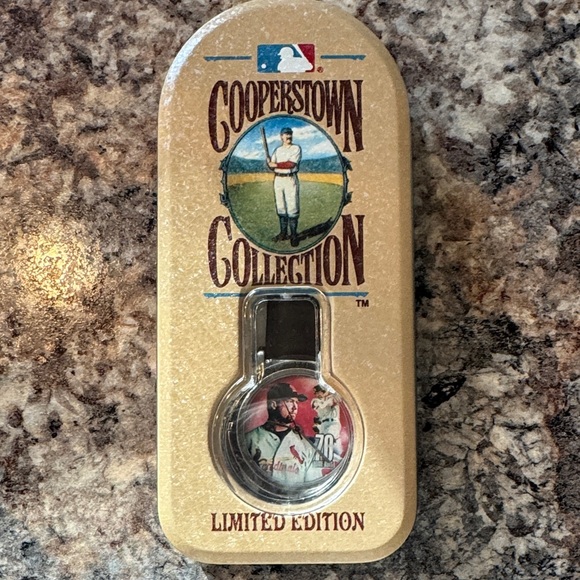 COOPERSTOWN
COLLECTION
TM
Cardinals
70
LIMITED EDITION